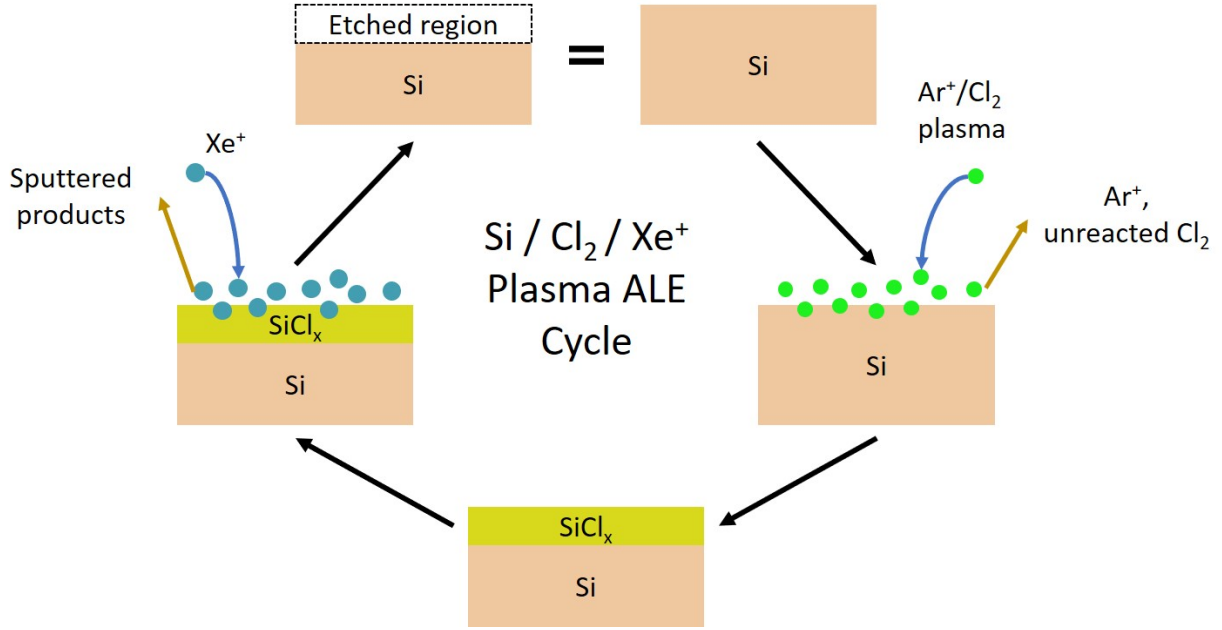 Etched region
Si
=
Si
Ar⁺/Cl₂
plasma
Xe⁺
Sputtered
products
Ar⁺,
unreacted Cl₂
Si / Cl₂ / Xe⁺
Plasma ALE
Cycle
SiClₓ
Si
Si
SiClₓ
Si